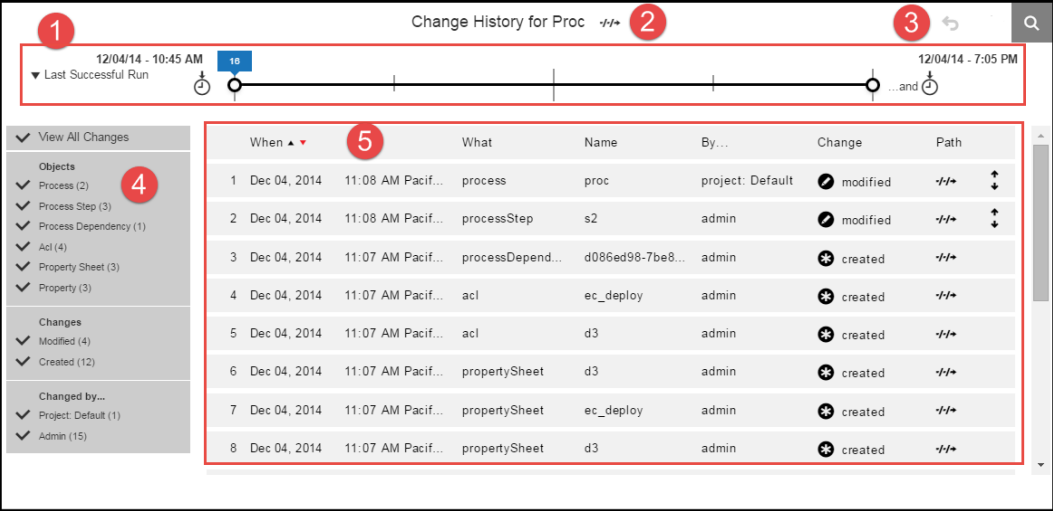 Change History for Proc
1
2
3
12/04/14 - 10:45 AM
16
12/04/14 - 7:05 PM
Last Successful Run
...and
View All Changes
Objects
4
Process (2)
Process Step (3)
Process Dependency (1)
Acl (4)
Property Sheet (3)
Property (3)
Changes
Modified (4)
Created (12)
Changed by...
Project: Default (1)
Admin (15)
When 5 What Name By... Change Path
1 Dec 04, 2014 11:08 AM Pacif... process proc project: Default modified
2 Dec 04, 2014 11:08 AM Pacif... processStep s2 admin modified
3 Dec 04, 2014 11:07 AM Pacif... processDepend... d086ed98-7be8... admin created
4 Dec 04, 2014 11:07 AM Pacif... acl ec_deploy admin created
5 Dec 04, 2014 11:07 AM Pacif... acl d3 admin created
6 Dec 04, 2014 11:07 AM Pacif... propertySheet d3 admin created
7 Dec 04, 2014 11:07 AM Pacif... propertySheet ec_deploy admin created
8 Dec 04, 2014 11:07 AM Pacif... propertySheet d3 admin created